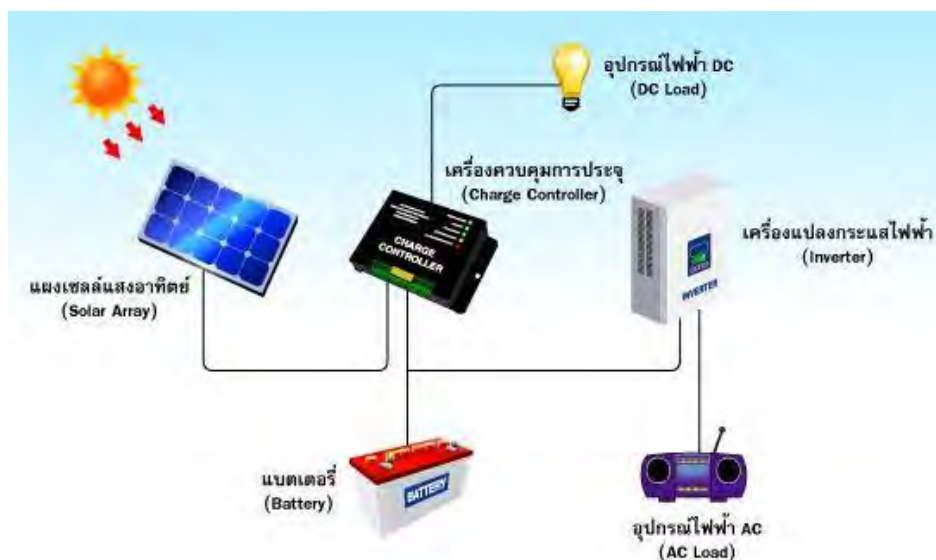 อุปกรณ์ไฟฟ้า DC
(DC Load)
เครื่องควบคุมการประจุ
(Charge Controller)
CHARGE
CONTROLLER
เครื่องแปลงกระแสไฟฟ้า
(Inverter)
INVERTER
แผงเซลล์แสงอาทิตย์
(Solar Array)
แบตเตอรี่
(Battery)
BATTERY
อุปกรณ์ไฟฟ้า AC
(AC Load)